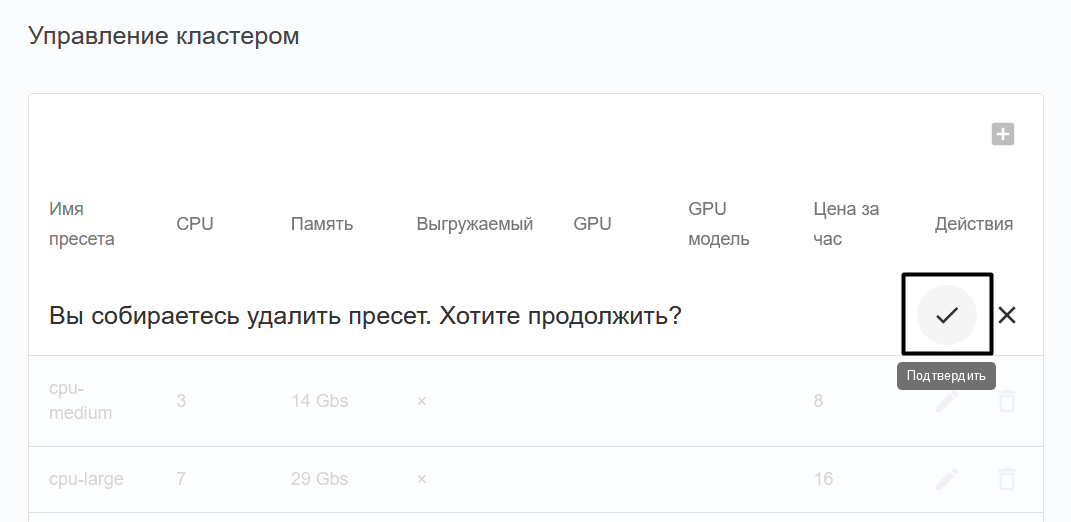 Управление кластером
Имя пресета CPU Память Выгружаемый GPU GPU модель Цена за час Действия
Вы собираетесь удалить пресет. Хотите продолжить?
Подтвердить
cpu-medium 3 14 Gbs × 8
cpu-large 7 29 Gbs × 16